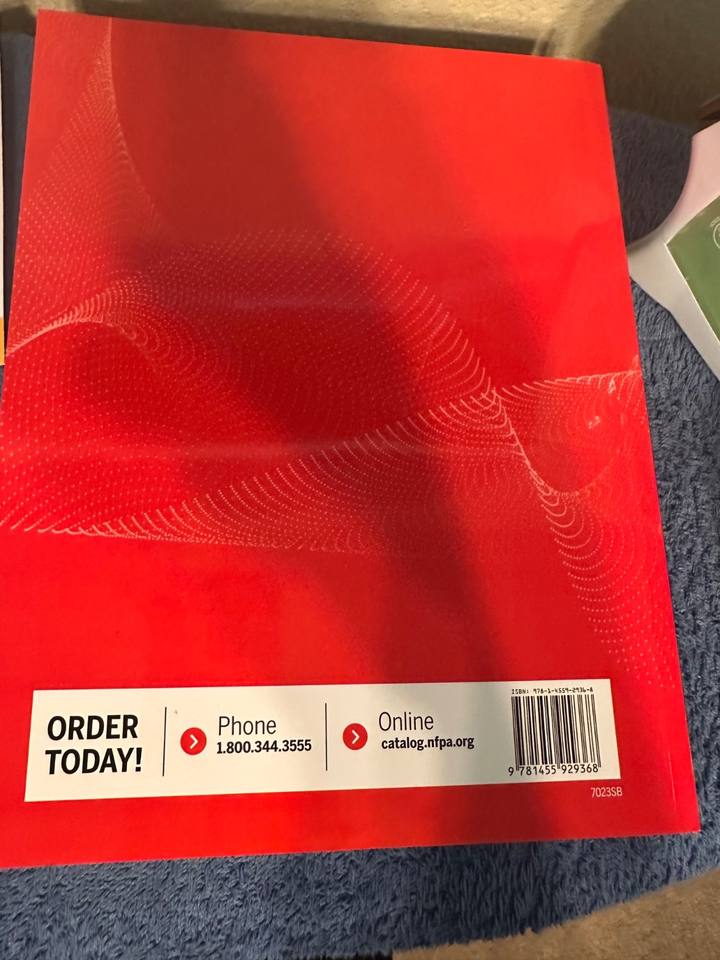 ORDER
TODAY!
Phone
1.800.344.3555
Online
catalog.nfpa.org
ISBN: 978-1-4559-2936-8
9 781455 929368
7023SB